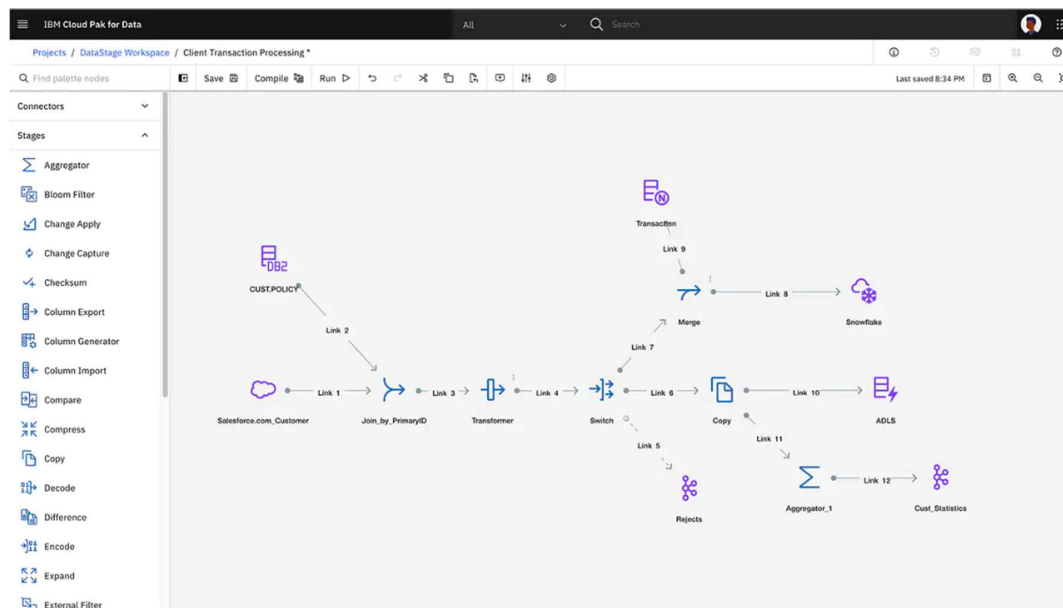 IBM Cloud Pak for Data
All
Search
Projects / DataStage Workspace / Client Transaction Processing *
Find palette nodes
Save
Compile
Run
Last saved 8:34 PM
Connectors
Stages
Aggregator
Bloom Filter
Change Apply
Change Capture
Checksum
Column Export
Column Generator
Column Import
Compare
Compress
Copy
Decode
Difference
Encode
Expand
External Filter
N
Transaction
Link 9
DB2
CUST.POLICY
Link 8
Merge
Snowflake
Link 2
Link 7
Link 1
Link 3
Link 4
Link 6
Link 10
Salesforce.com_Customer
Join_by_PrimaryID
Transformer
Switch
Copy
ADLS
Link 5
Link 11
Link 12
Rejects
Aggregator_1
Cust_Statistics